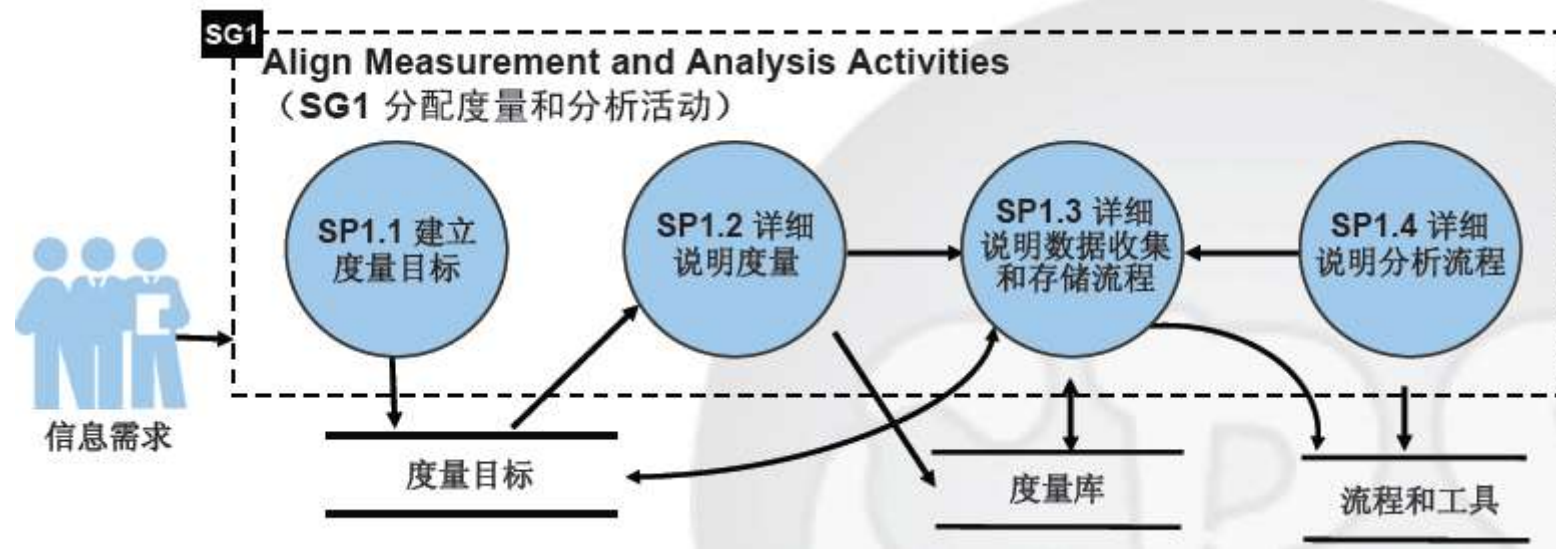 SG1
Align Measurement and Analysis Activities
（SG1 分配度量和分析活动）
SP1.1 建立
度量目标
SP1.2 详细
说明度量
SP1.3 详细
说明数据收集
和存储流程
SP1.4 详细
说明分析流程
信息需求
度量目标
度量库
流程和工具